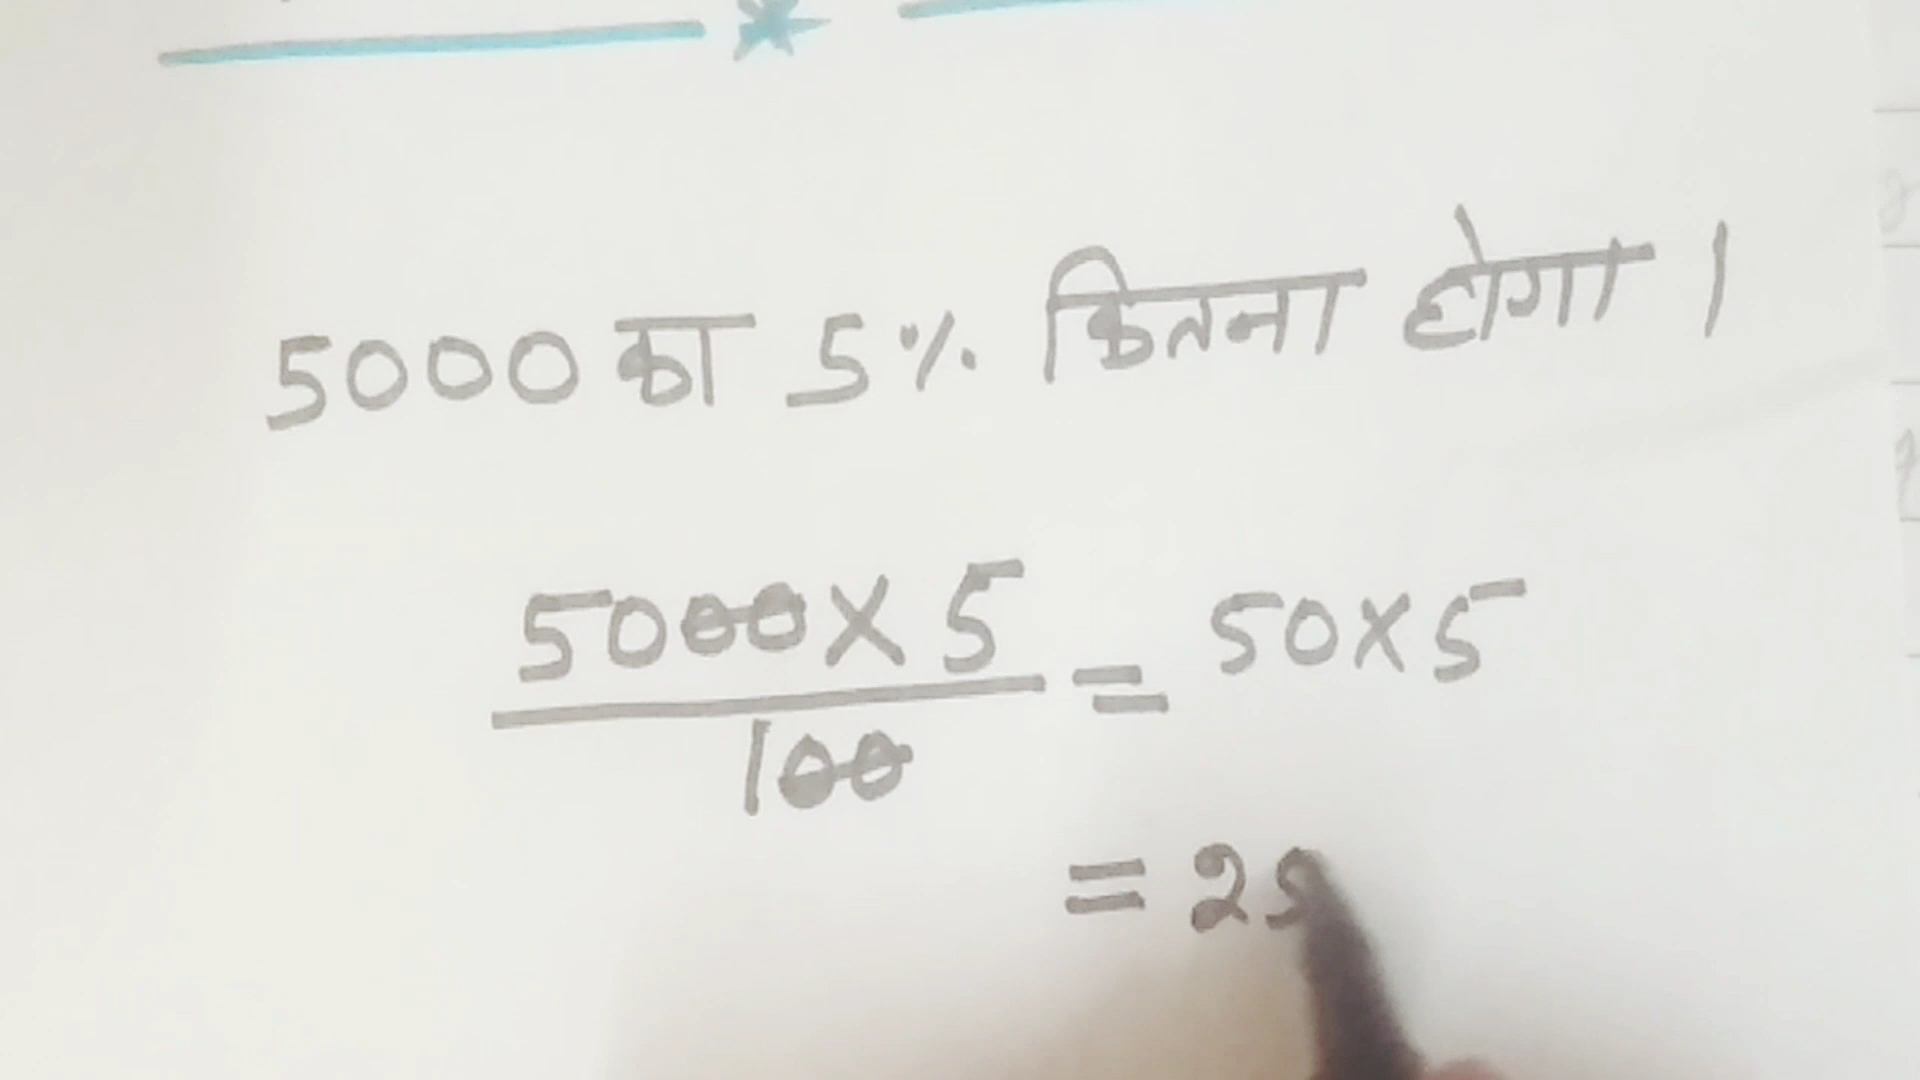 5000 का 5% कितना होगा ।
5000 × 5 / 100 = 50 × 5
= 25